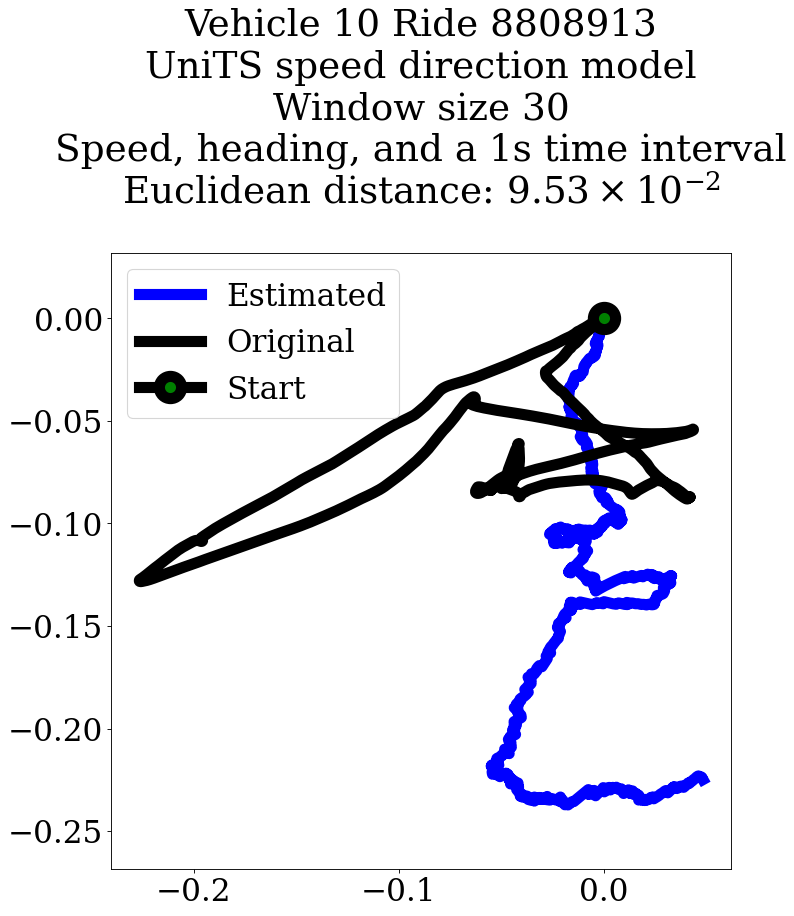 Vehicle 10 Ride 8808913
UniTS speed direction model
Window size 30
Speed, heading, and a 1s time interval
Euclidean distance: 9.53 × 10⁻²
Estimated
Original
Start
0.00
−0.05
−0.10
−0.15
−0.20
−0.25
−0.2 −0.1 0.0